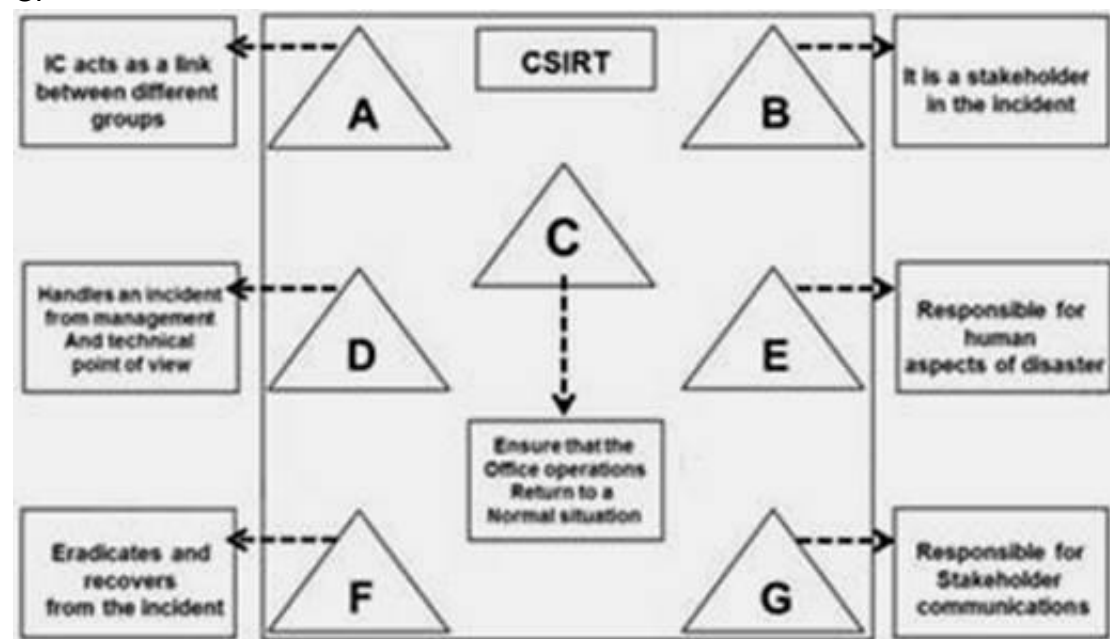 IC acts as a link
between different
groups
A
CSIRT
B
It is a stakeholder
in the incident
C
Handles an incident
from management
And technical
point of view
D
E
Responsible for
human
aspects of disaster
Ensure that the
Office operations
Return to a
Normal situation
Eradicates and
recovers
from the incident
F
G
Responsible for
Stakeholder
communications